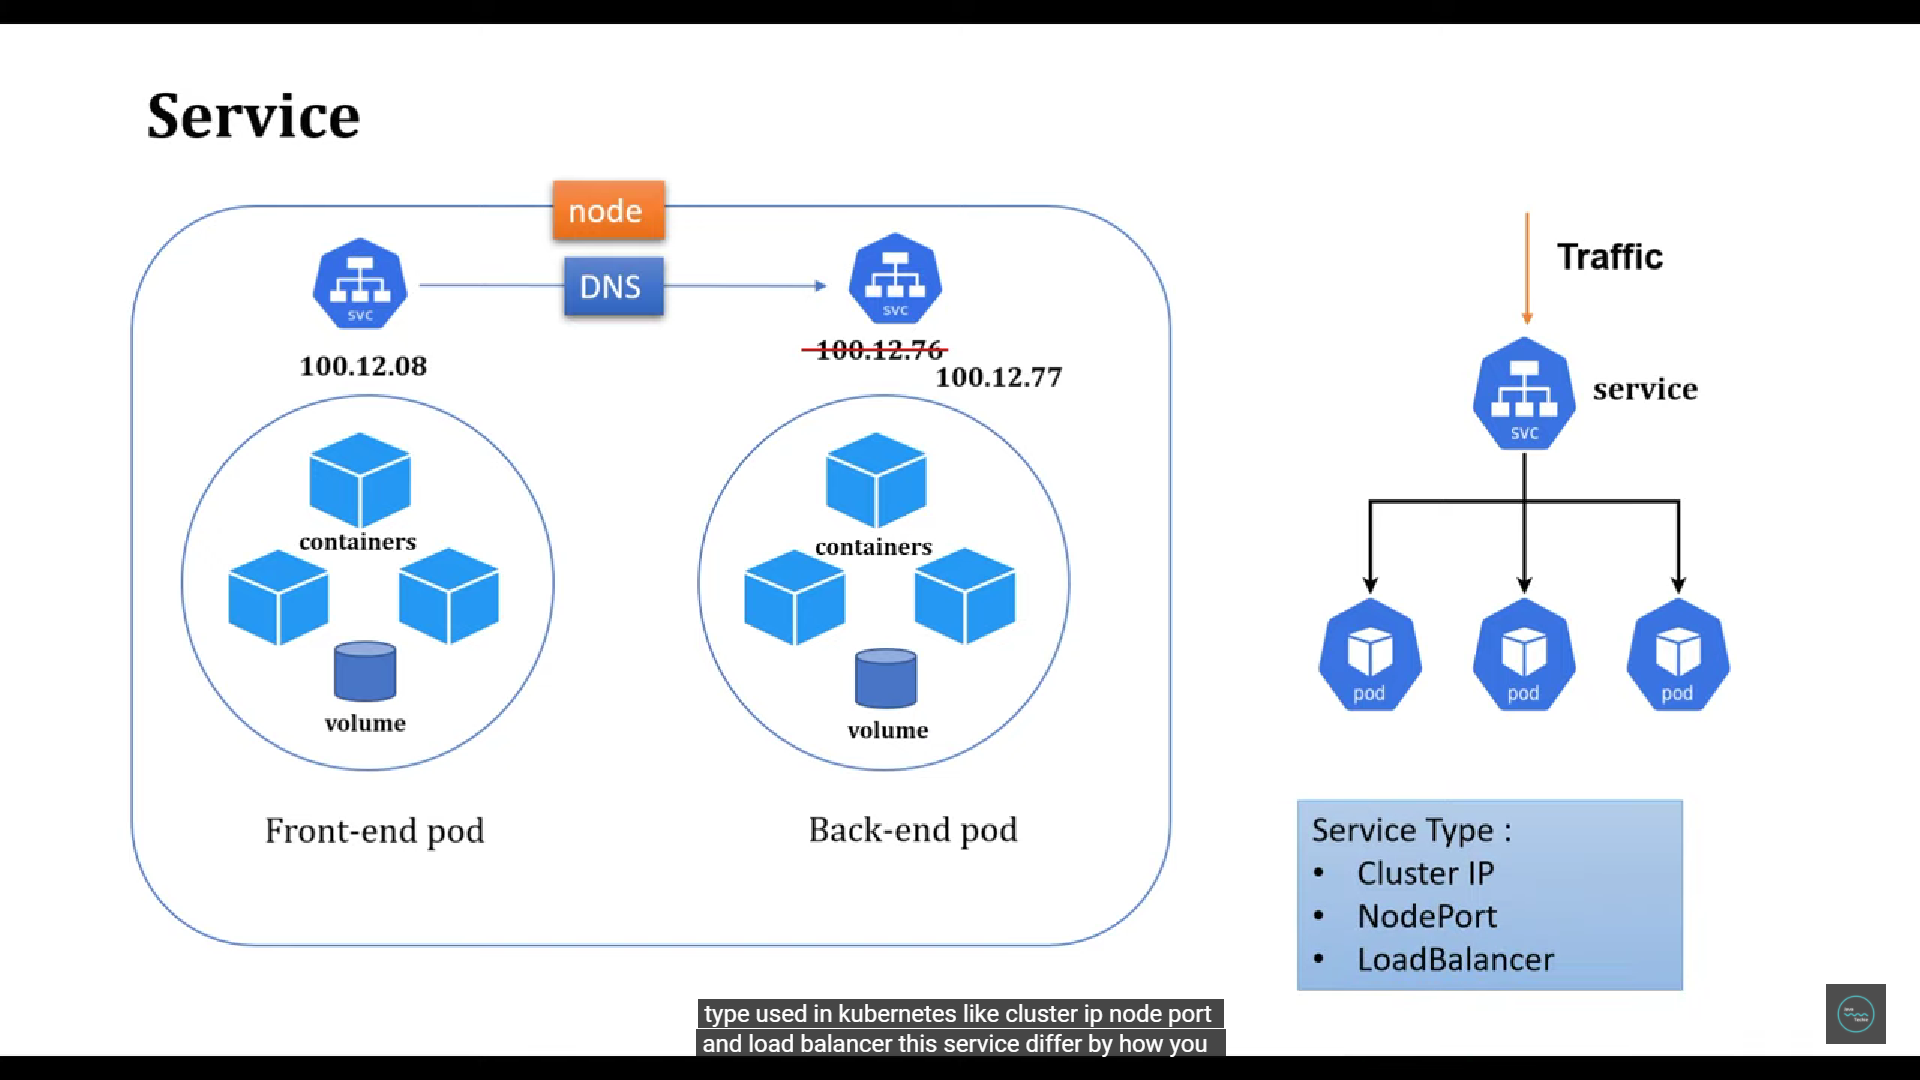 Service
node
DNS
svc
svc
100.12.08
100.12.76
100.12.77
containers
containers
volume
volume
Front-end pod
Back-end pod
Traffic
service
svc
pod
pod
pod
Service Type :
• Cluster IP
• NodePort
• LoadBalancer
type used in kubernetes like cluster ip node port
and load balancer this service differ by how you